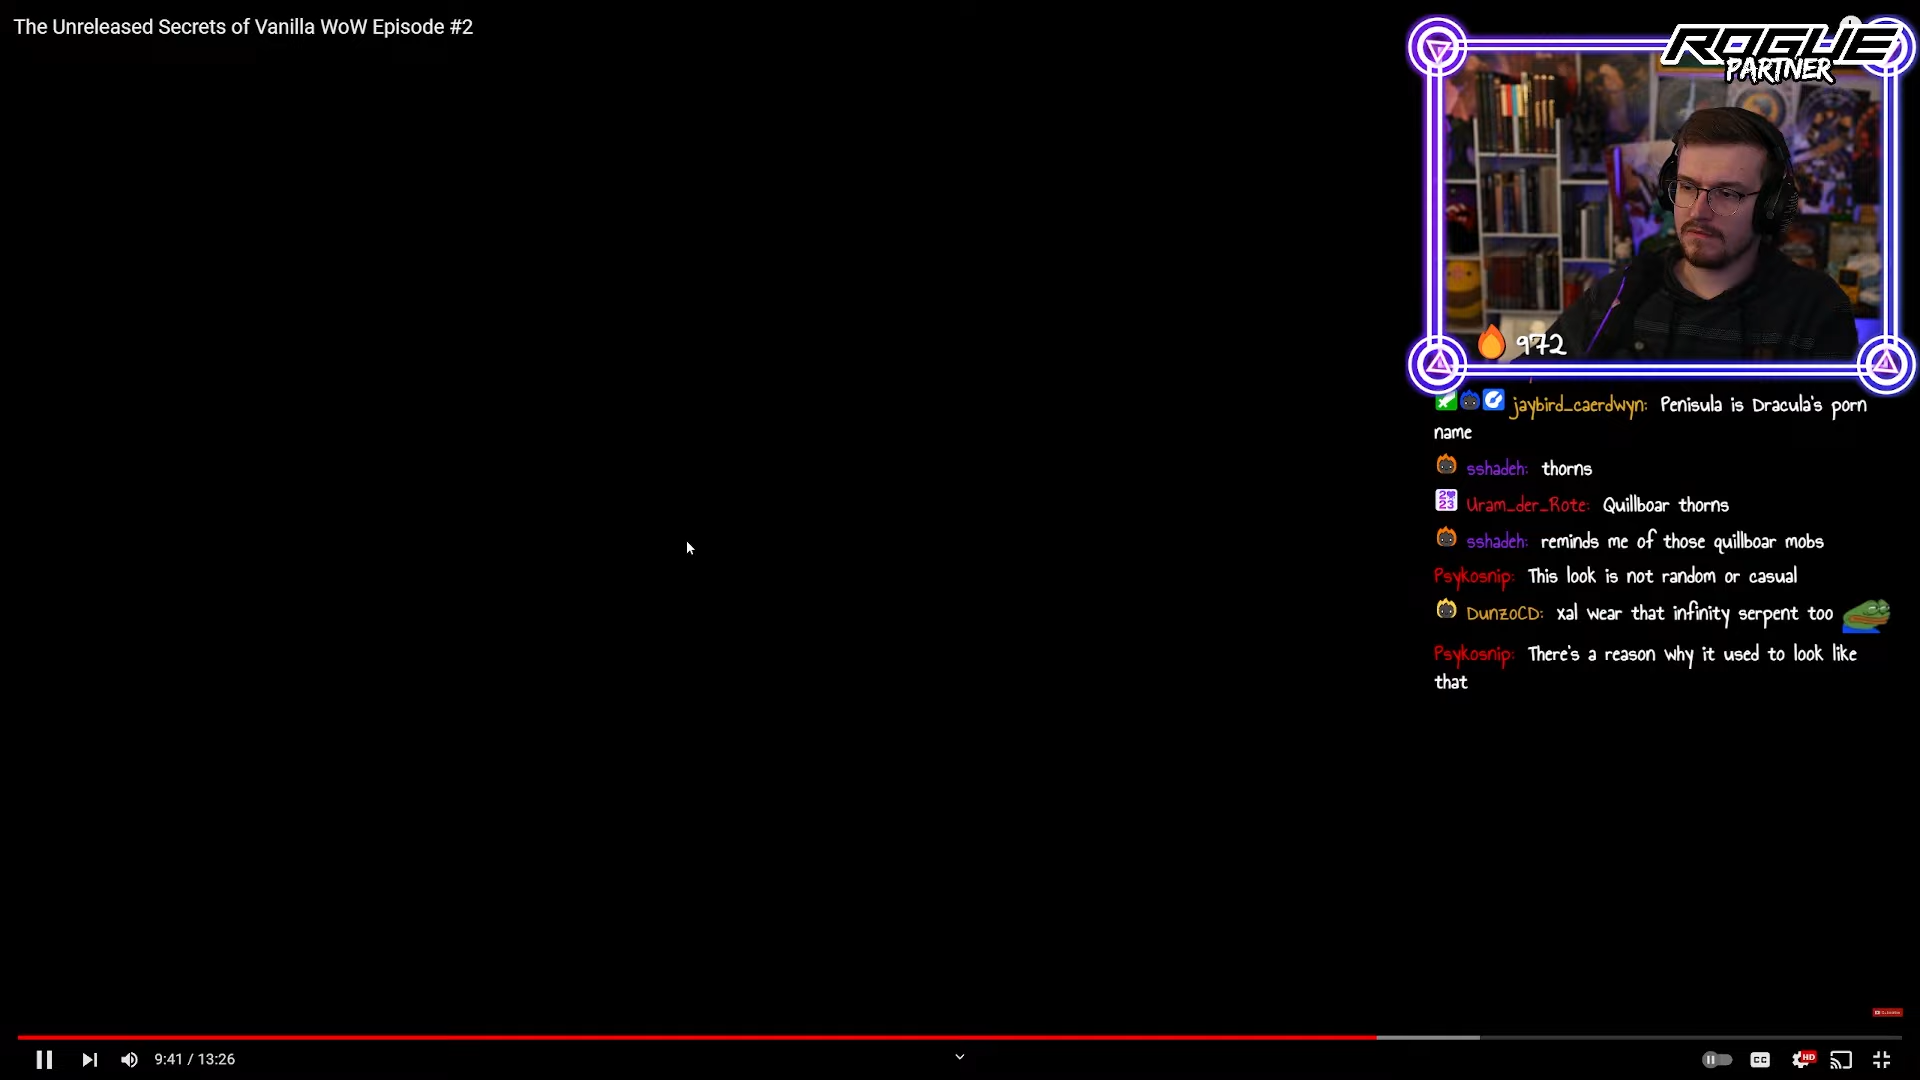 The Unreleased Secrets of Vanilla WoW Episode #2
ROGUE
PARTNER
972
jaybird_caerdwyn: Penisula is Dracula's porn
name
sshadeh: thorns
Uram_der_Rote: Quillboar thorns
sshadeh: reminds me of those quillboar mobs
Psykosnip: This look is not random or casual
DunzoCD: xal wear that infinity serpent too
Psykosnip: There's a reason why it used to look like
that
9:41 / 13:26
CC
HD